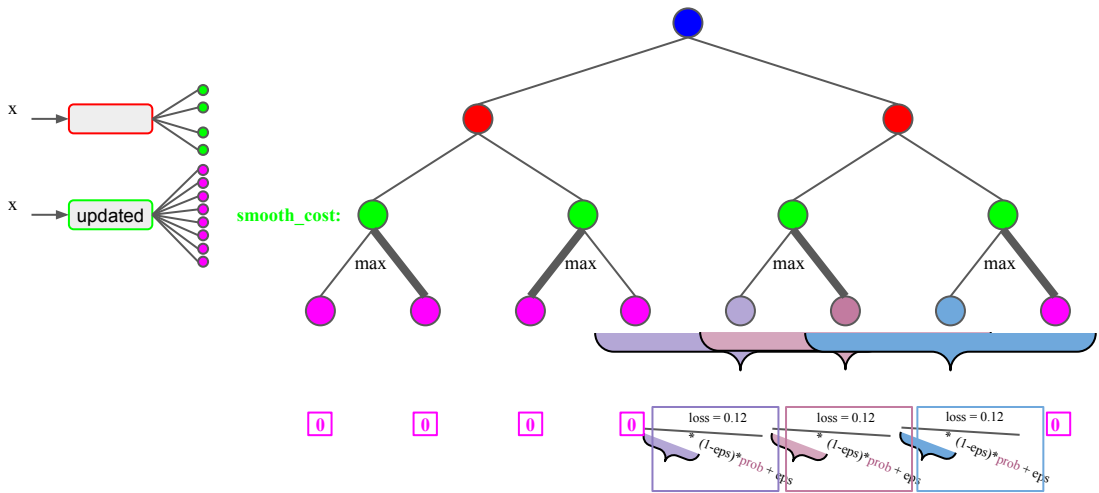 x
x
updated
smooth_cost:
max
max
max
max
0
0
0
0
loss = 0.12
* (1-eps)*prob + eps
loss = 0.12
* (1-eps)*prob + eps
loss = 0.12
* (1-eps)*prob + eps
0